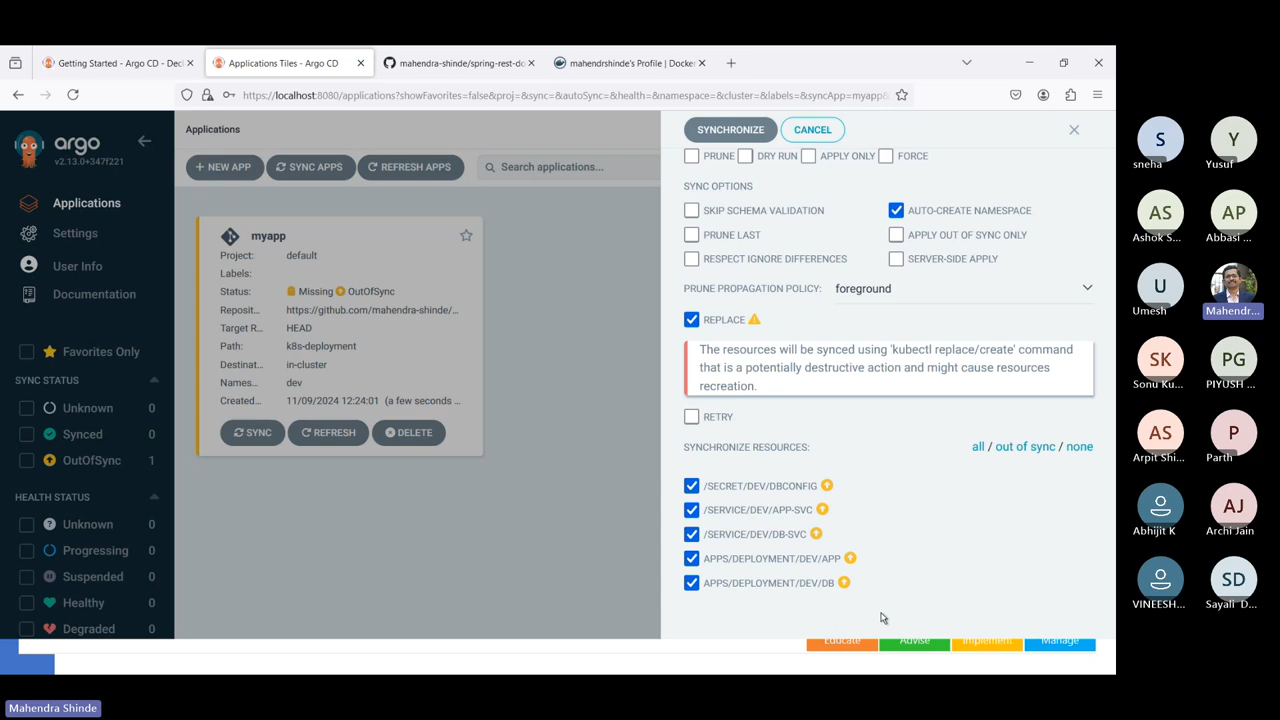 Getting Started - Argo CD - Decl
Applications Tiles - Argo CD
mahendra-shinde/spring-rest-do
mahendrshinde's Profile | Docker
https://localhost:8080/applications?showFavorites=false&proj=&sync=&autoSync=&health=&namespace=&cluster=&labels=&syncApp=myapp&
argo
v2.13.0+347f221
Applications
Settings
User Info
Documentation
Favorites Only
SYNC STATUS
Unknown 0
Synced 0
OutOfSync 1
HEALTH STATUS
Unknown 0
Progressing 0
Suspended 0
Healthy 0
Degraded 0
Applications
+ NEW APP
SYNC APPS
REFRESH APPS
Search applications...
myapp
Project: default
Labels:
Status: Missing OutOfSync
Reposit... https://github.com/mahendra-shinde/...
Target R... HEAD
Path: k8s-deployment
Destinat... in-cluster
Names... dev
Created... 11/09/2024 12:24:01 (a few seconds ...
SYNC
REFRESH
DELETE
SYNCHRONIZE
CANCEL
PRUNE DRY RUN APPLY ONLY FORCE
SYNC OPTIONS
SKIP SCHEMA VALIDATION AUTO-CREATE NAMESPACE
PRUNE LAST APPLY OUT OF SYNC ONLY
RESPECT IGNORE DIFFERENCES SERVER-SIDE APPLY
PRUNE PROPAGATION POLICY: foreground
REPLACE
The resources will be synced using 'kubectl replace/create' command
that is a potentially destructive action and might cause resources
recreation.
RETRY
SYNCHRONIZE RESOURCES: all / out of sync / none
/SECRET/DEV/DBCONFIG
/SERVICE/DEV/APP-SVC
/SERVICE/DEV/DB-SVC
APPS/DEPLOYMENT/DEV/APP
APPS/DEPLOYMENT/DEV/DB
Educate
Advise
Implement
Manage
S
sneha
Y
Yusuf
AS
Ashok S...
AP
Abbasi ...
U
Umesh
Mahendr...
SK
Sonu Ku...
PG
PIYUSH ...
AS
Arpit Shi...
P
Parth
Abhijit K
AJ
Archi Jain
VINEESH...
SD
Sayali D...
Mahendra Shinde